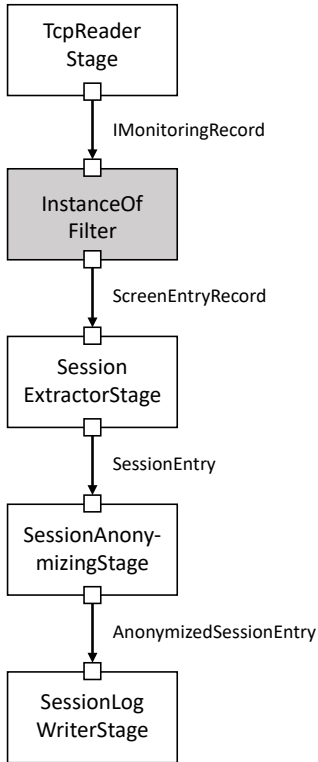 TcpReader
Stage
IMonitoringRecord
InstanceOf
Filter
ScreenEntryRecord
Session
ExtractorStage
SessionEntry
SessionAnony-
mizingStage
AnonymizedSessionEntry
SessionLog
WriterStage